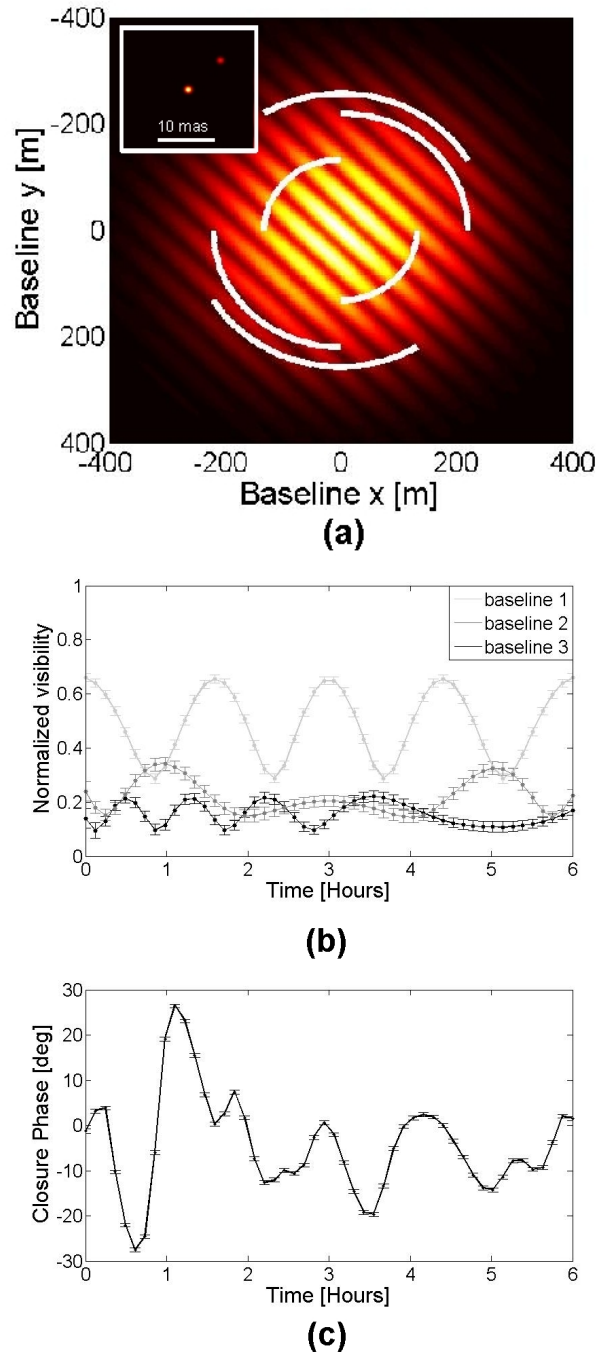 -400
-200
0
200
400
Baseline y [m]
10 mas
-400 -200 0 200 400
Baseline x [m]
(a)
1
0.8
0.6
0.4
0.2
0
Normalized visibility
baseline 1
baseline 2
baseline 3
0 1 2 3 4 5 6
Time [Hours]
(b)
30
20
10
0
-10
-20
-30
Closure Phase [deg]
0 1 2 3 4 5 6
Time [Hours]
(c)